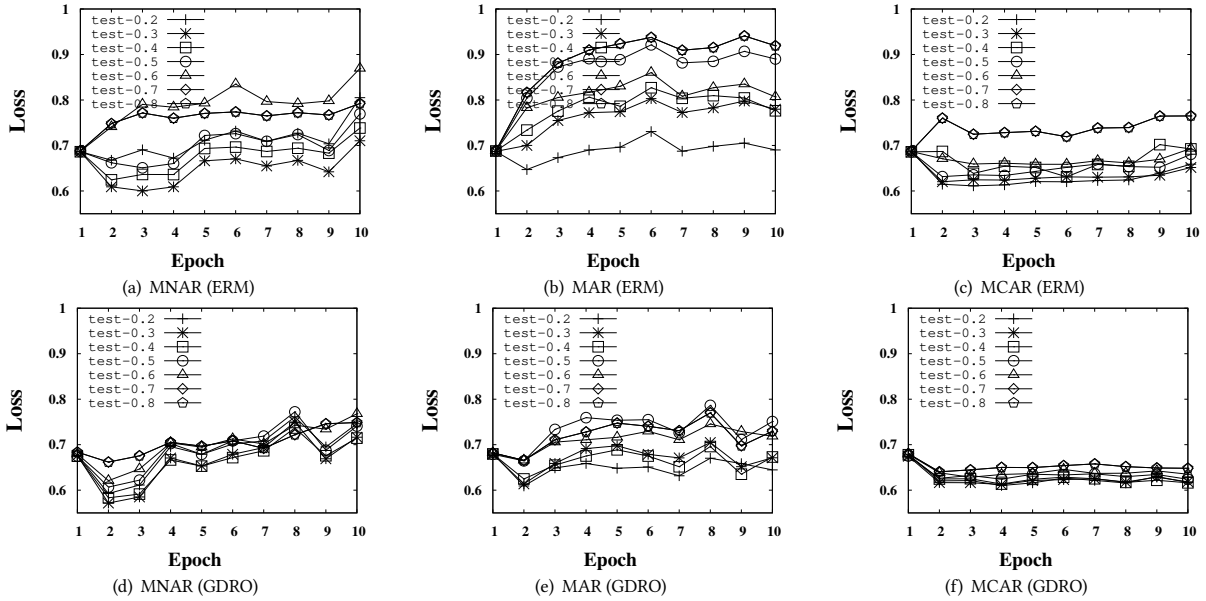 Loss
1
0.9
0.8
0.7
0.6
test-0.2
test-0.3
test-0.4
test-0.5
test-0.6
test-0.7
test-0.8
1 2 3 4 5 6 7 8 9 10
Epoch
(a) MNAR (ERM)
Loss
1
0.9
0.8
0.7
0.6
test-0.2
test-0.3
test-0.4
test-0.5
test-0.6
test-0.7
test-0.8
1 2 3 4 5 6 7 8 9 10
Epoch
(b) MAR (ERM)
Loss
1
0.9
0.8
0.7
0.6
test-0.2
test-0.3
test-0.4
test-0.5
test-0.6
test-0.7
test-0.8
1 2 3 4 5 6 7 8 9 10
Epoch
(c) MCAR (ERM)
Loss
1
0.9
0.8
0.7
0.6
test-0.2
test-0.3
test-0.4
test-0.5
test-0.6
test-0.7
test-0.8
1 2 3 4 5 6 7 8 9 10
Epoch
(d) MNAR (GDRO)
Loss
1
0.9
0.8
0.7
0.6
test-0.2
test-0.3
test-0.4
test-0.5
test-0.6
test-0.7
test-0.8
1 2 3 4 5 6 7 8 9 10
Epoch
(e) MAR (GDRO)
Loss
1
0.9
0.8
0.7
0.6
test-0.2
test-0.3
test-0.4
test-0.5
test-0.6
test-0.7
test-0.8
1 2 3 4 5 6 7 8 9 10
Epoch
(f) MCAR (GDRO)